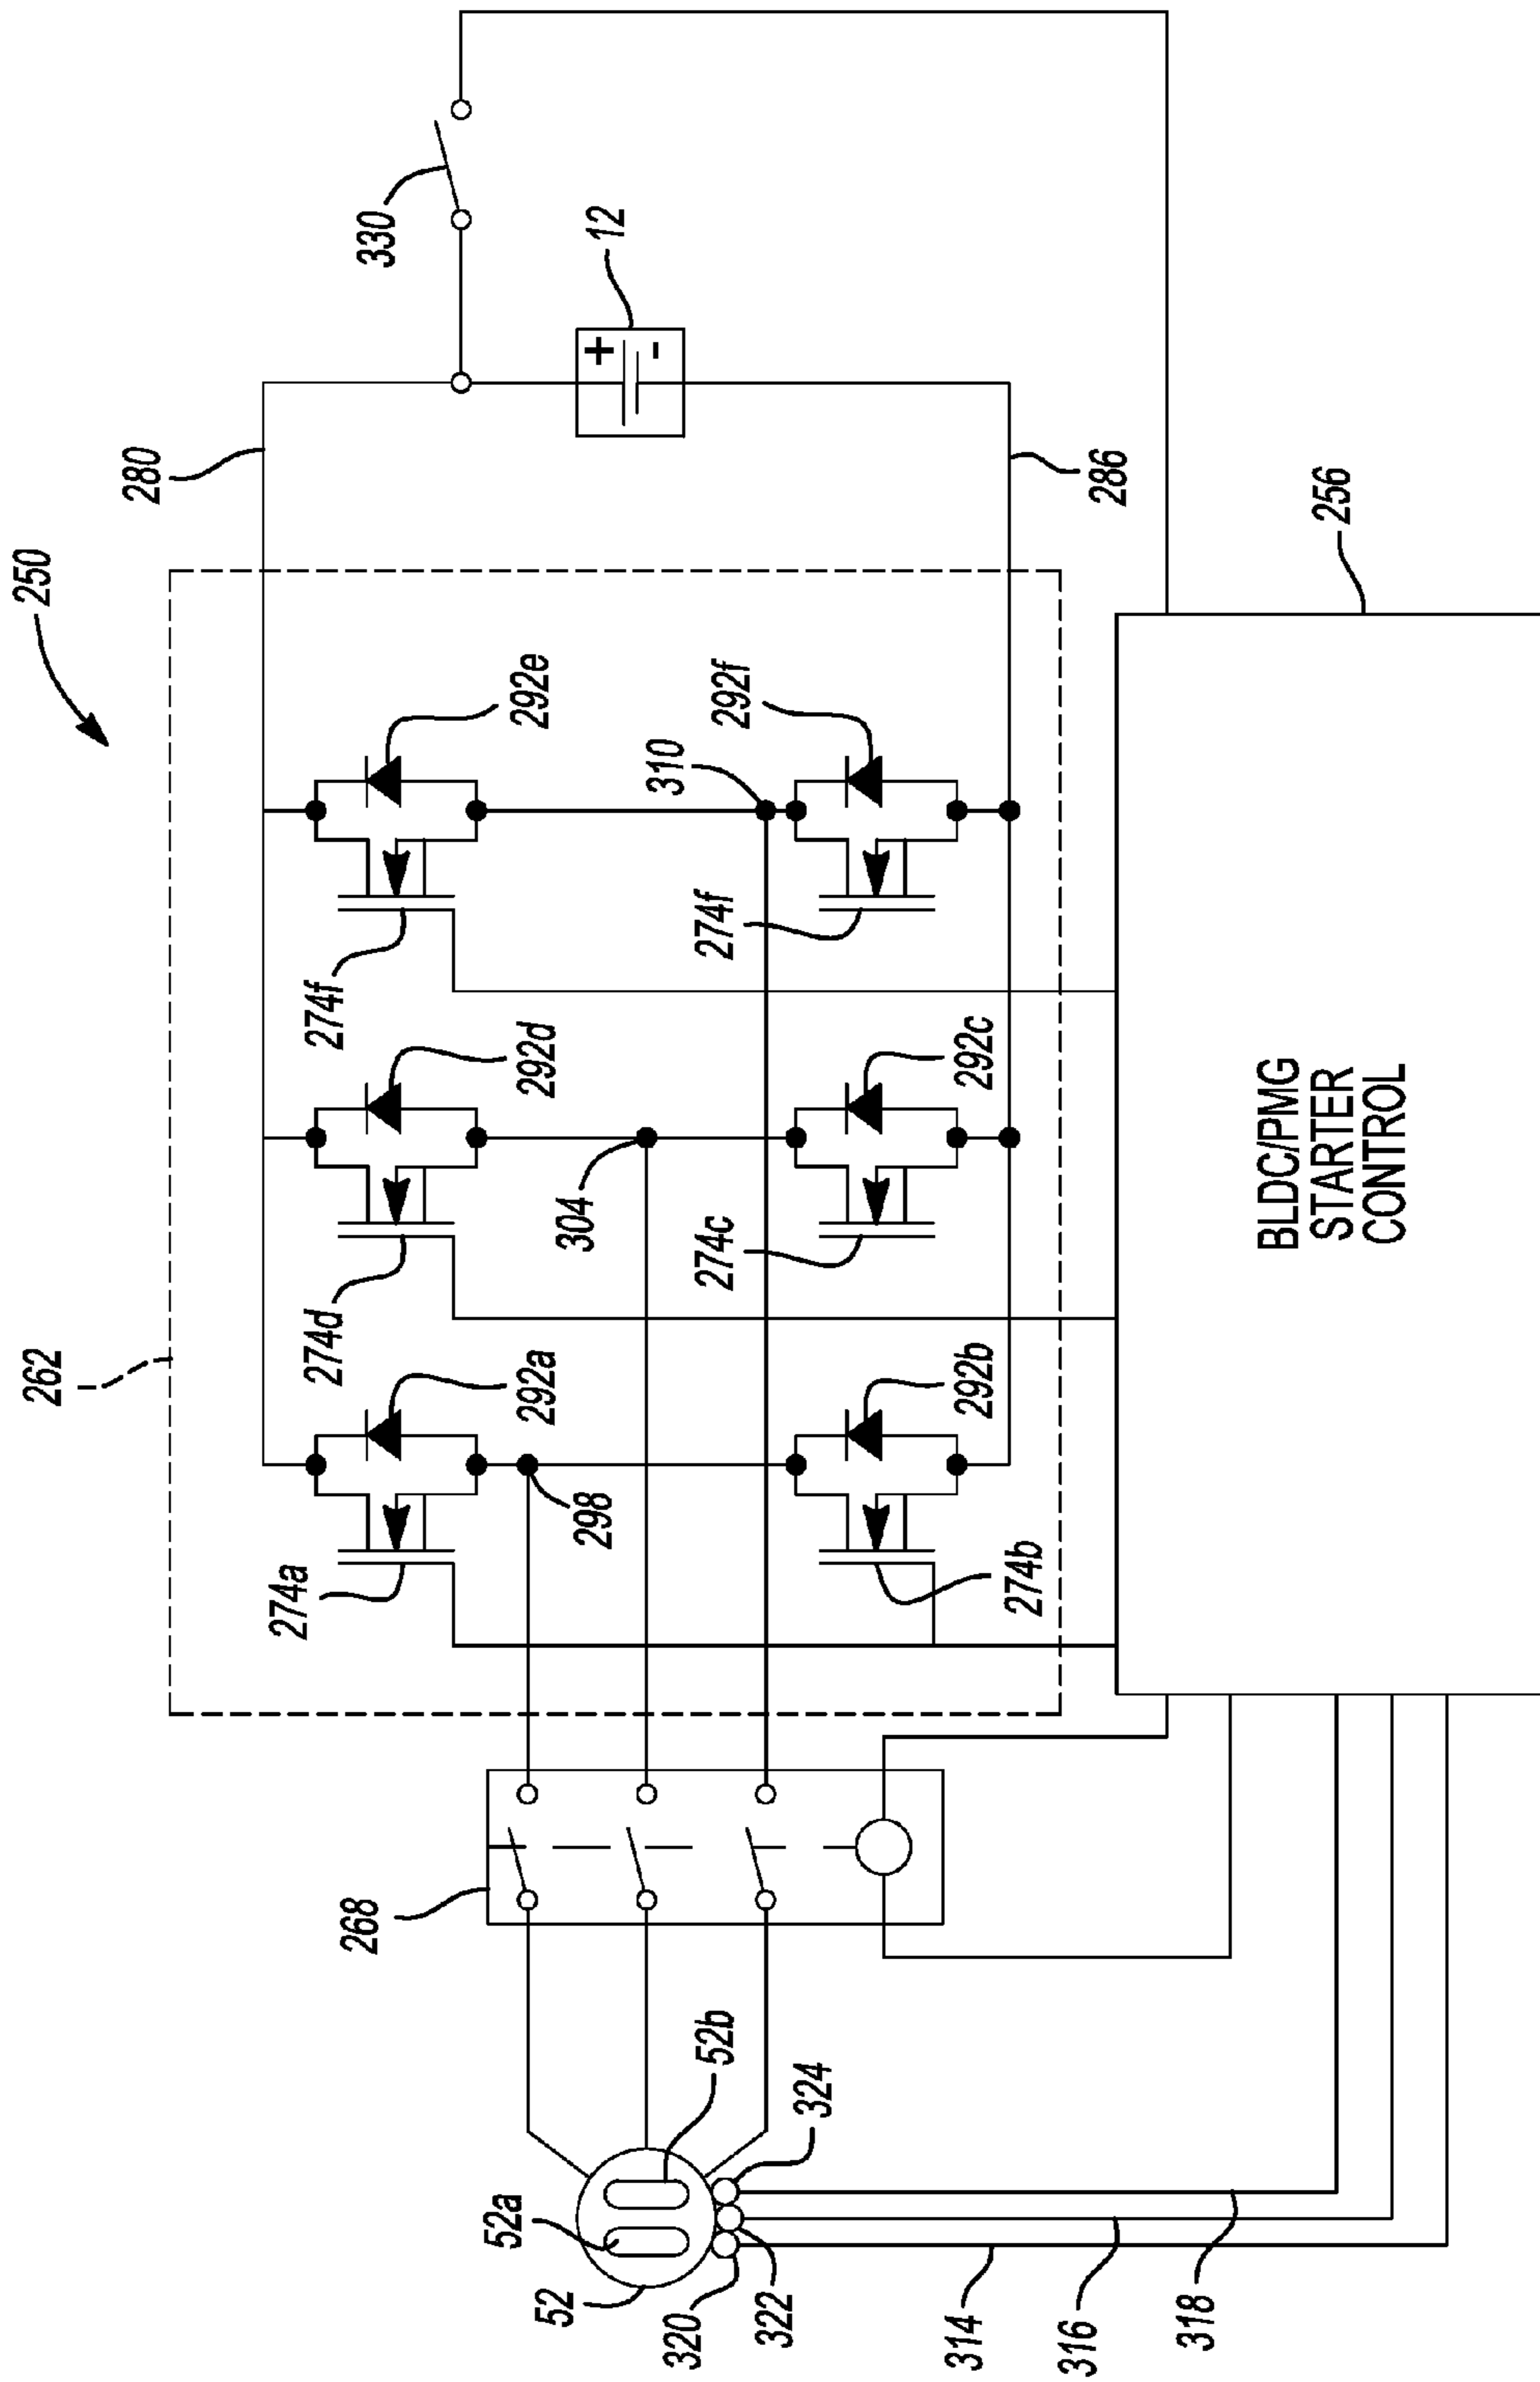 250
262
280
330
12
286
256
274a
292a
274d
292d
274f
292e
298
304
310
274b
292b
274c
292c
274f
292f
268
52
52a
52b
320
322
324
314
316
318
BLDC/PMG
STARTER
CONTROL
+
-